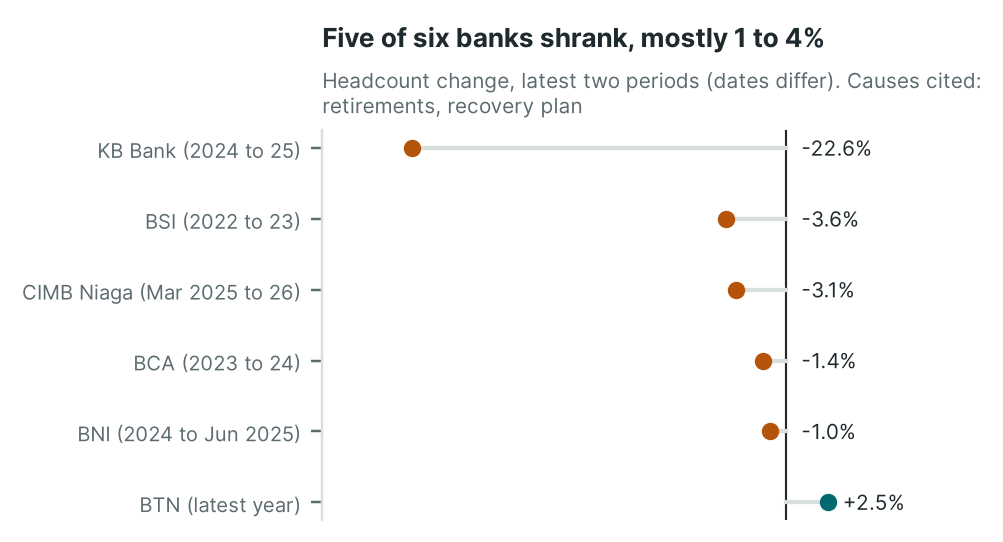 Five of six banks shrank, mostly 1 to 4%
Headcount change, latest two periods (dates differ). Causes cited:
retirements, recovery plan
KB Bank (2024 to 25) -22.6%
BSI (2022 to 23) -3.6%
CIMB Niaga (Mar 2025 to 26) -3.1%
BCA (2023 to 24) -1.4%
BNI (2024 to Jun 2025) -1.0%
BTN (latest year) +2.5%